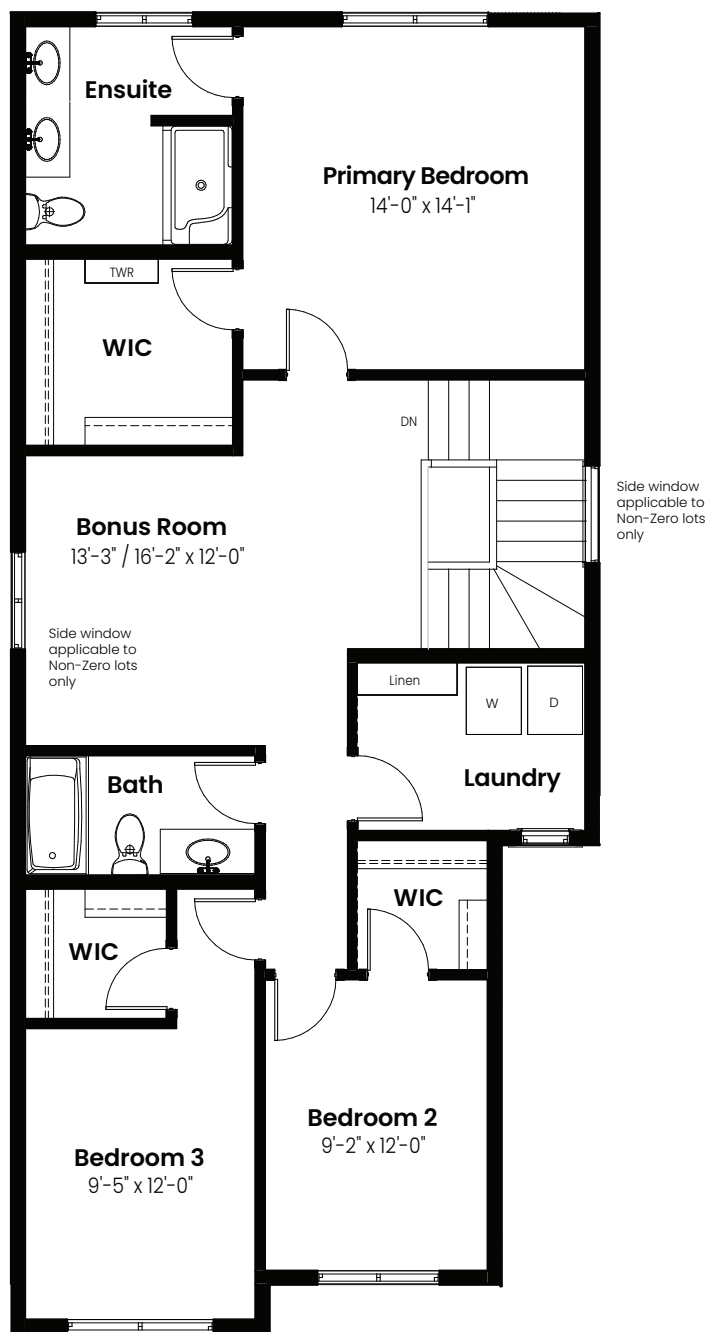 Ensuite
Primary Bedroom
14'-0" x 14'-1"
TWR
WIC
DN
Side window
applicable to
Non-Zero lots
only
Bonus Room
13'-3" / 16'-2" x 12'-0"
Side window
applicable to
Non-Zero lots
only
Linen
W
D
Laundry
Bath
WIC
WIC
Bedroom 2
9'-2" x 12'-0"
Bedroom 3
9'-5" x 12'-0"